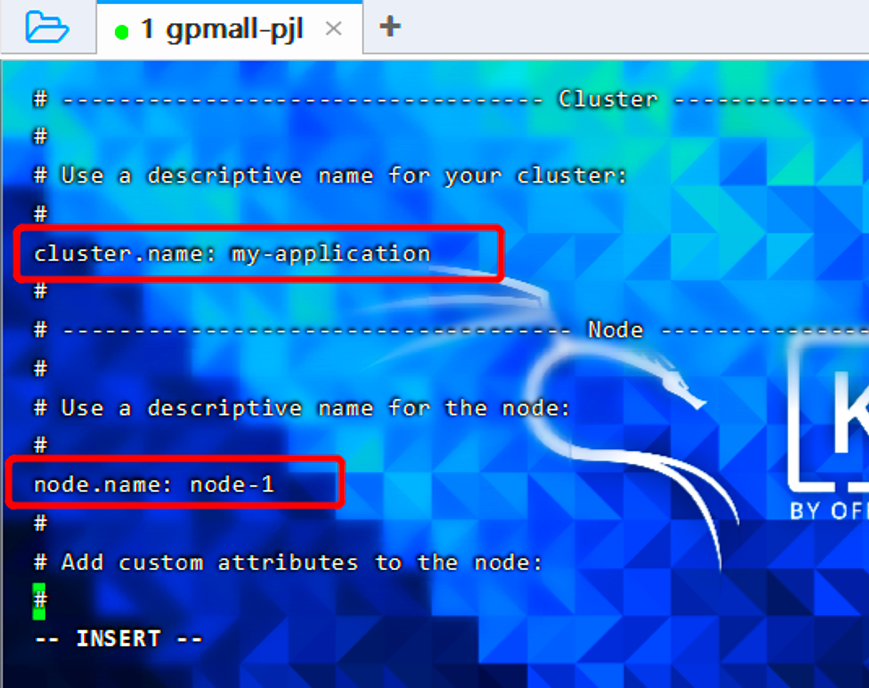 1 gpmall-pjl × +
# ---------------------------------- Cluster --------------
#
# Use a descriptive name for your cluster:
#
cluster.name: my-application
#
# ------------------------------------ Node ---------------
#
# Use a descriptive name for the node:
#
node.name: node-1
#
# Add custom attributes to the node:
#
-- INSERT --
K
BY OFF